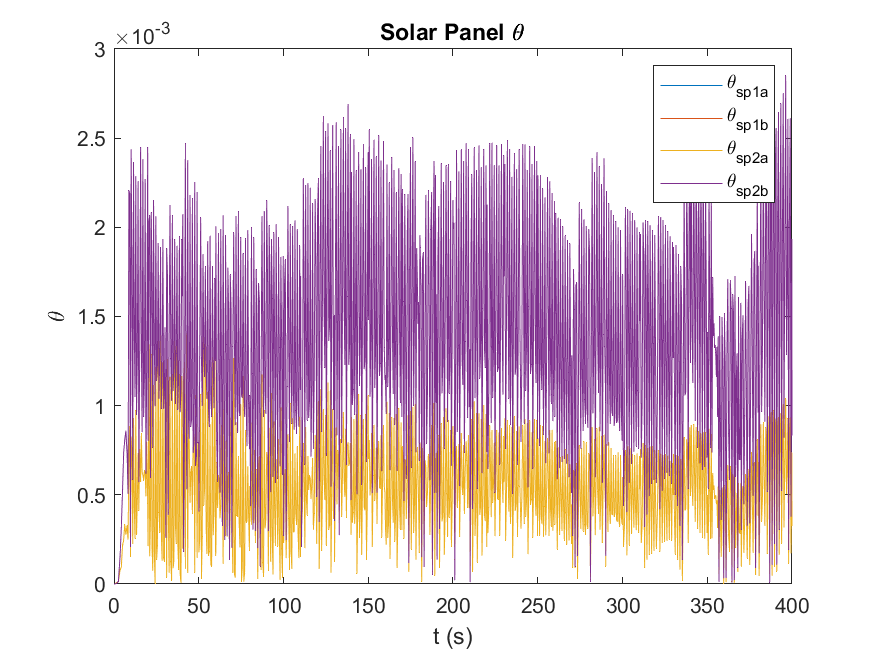 Solar Panel θ
×10-3
3
2.5
2
1.5
1
0.5
0
θ
0 50 100 150 200 250 300 350 400
t (s)
θsp1a
θsp1b
θsp2a
θsp2b